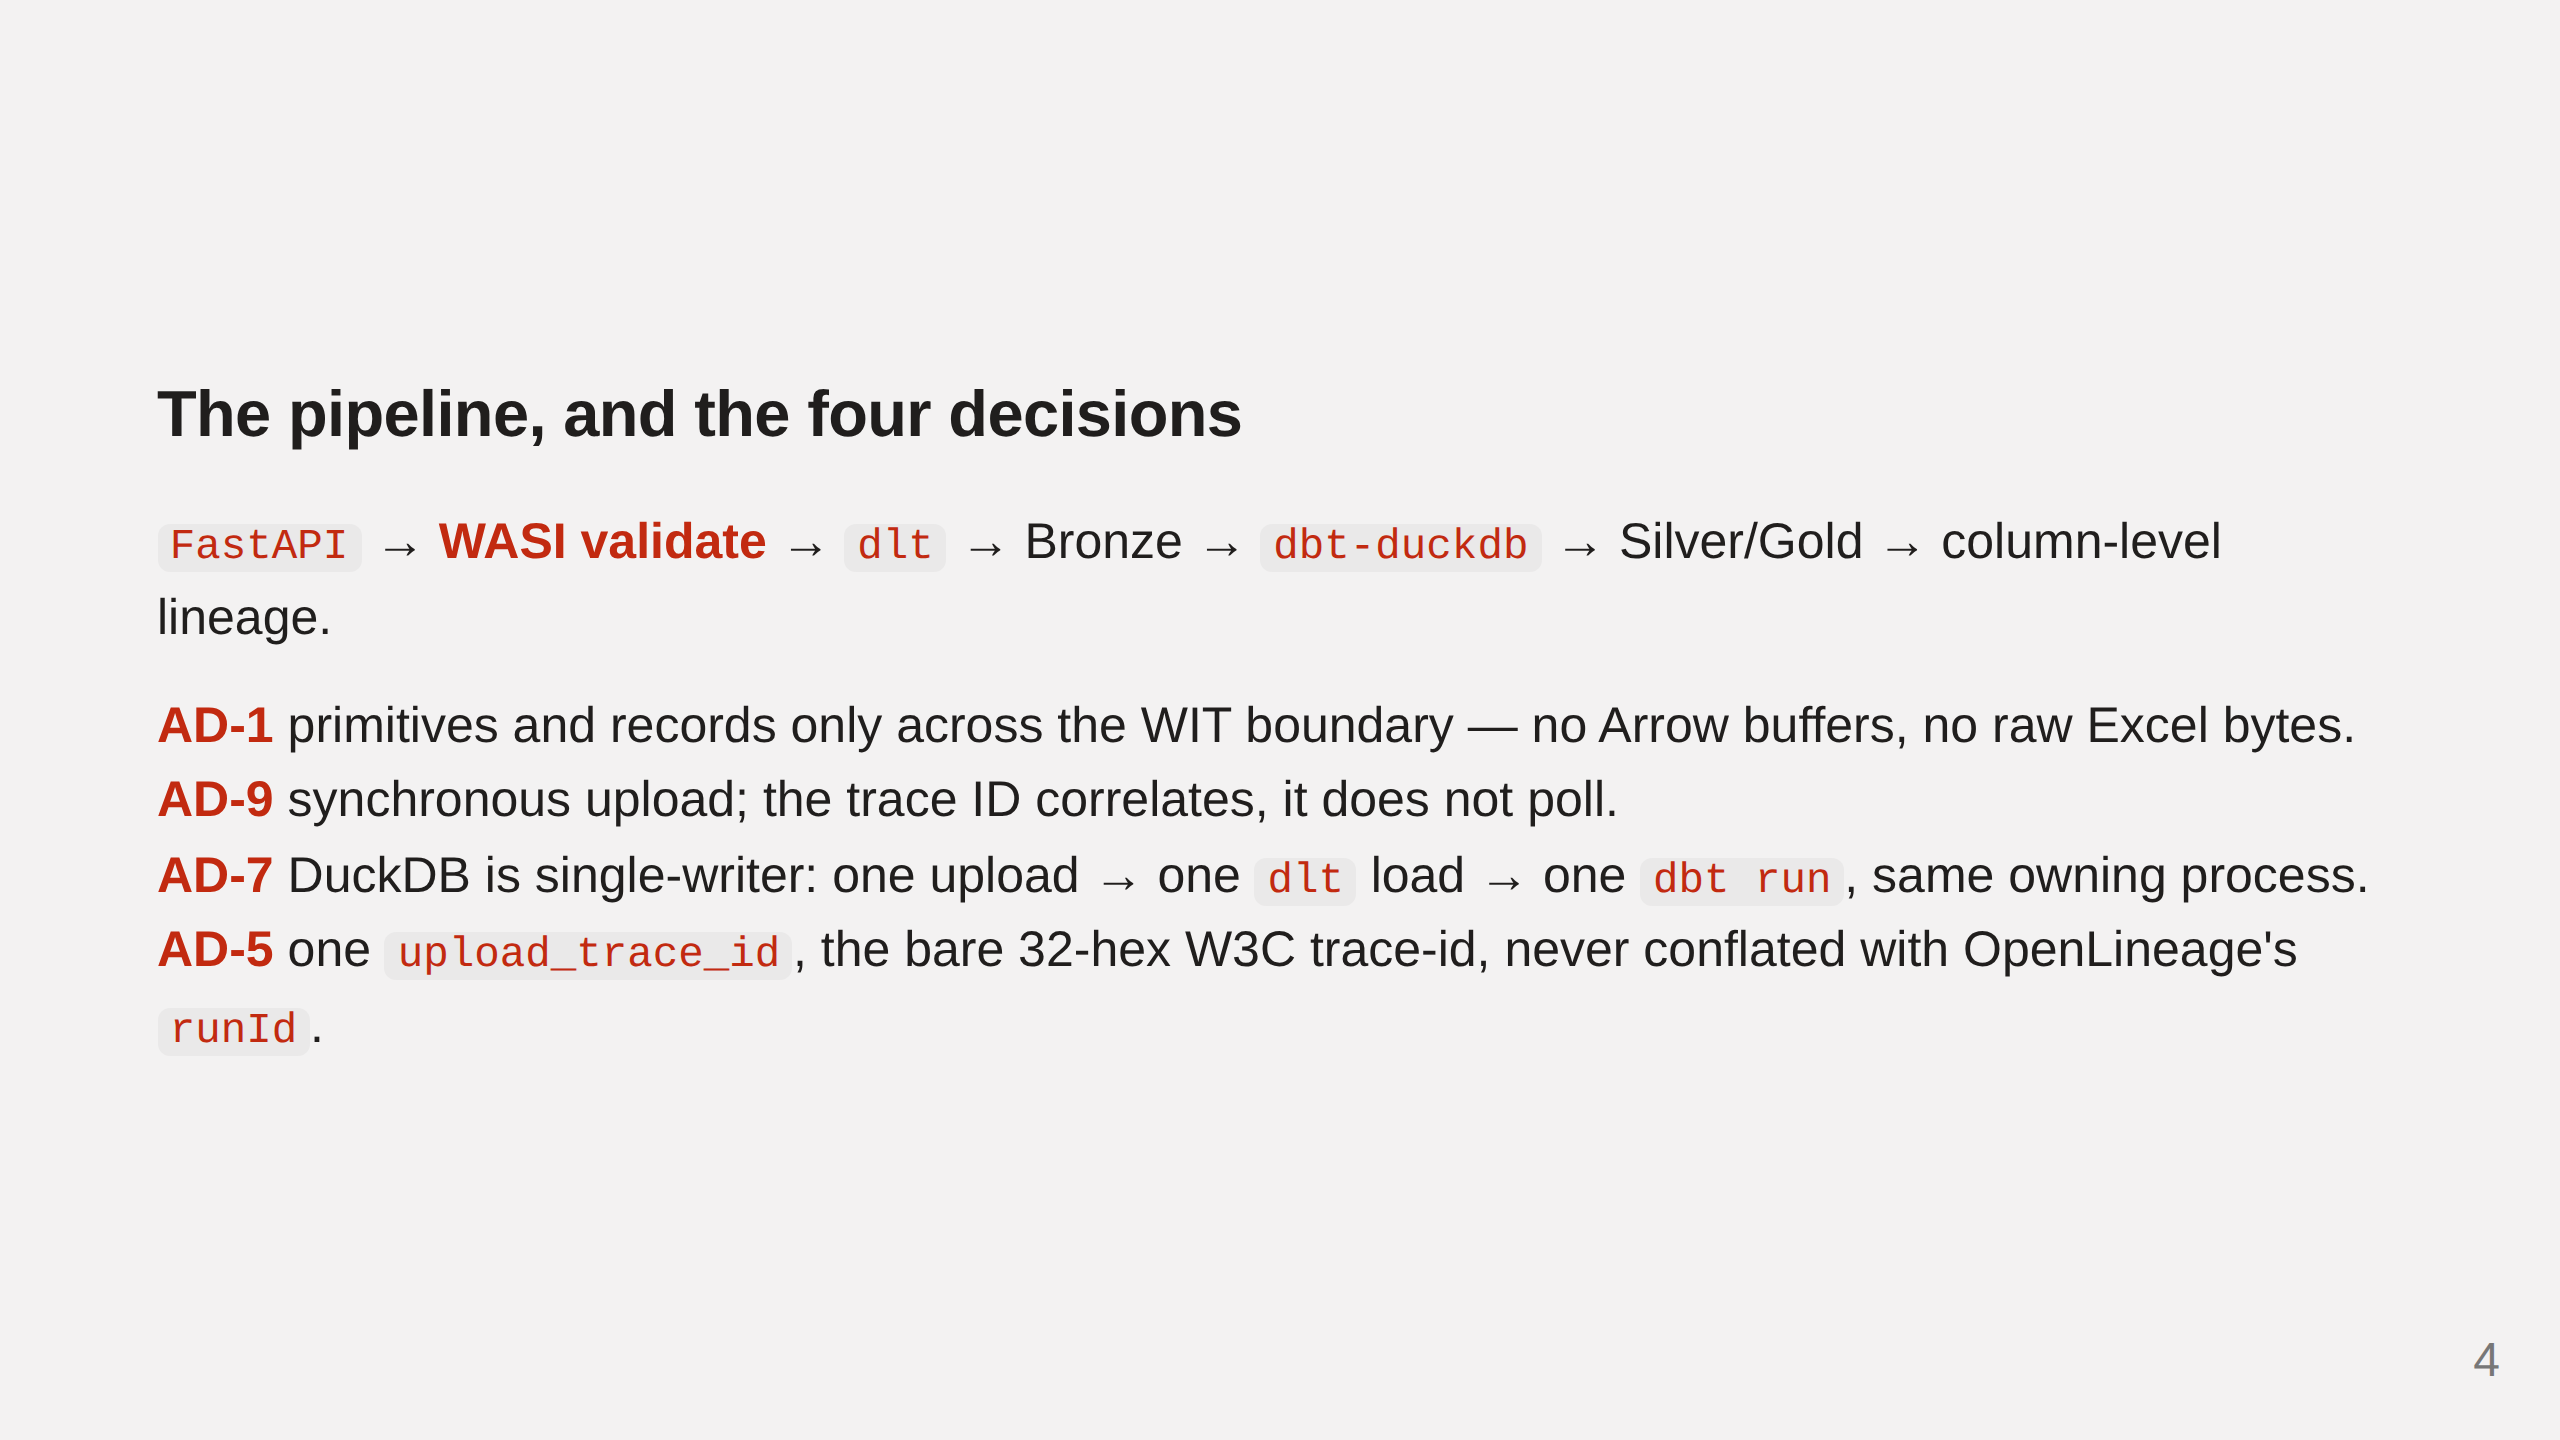 The pipeline, and the four decisions
FastAPI → WASI validate → dlt → Bronze → dbt-duckdb → Silver/Gold → column-level
lineage.
AD-1 primitives and records only across the WIT boundary — no Arrow buffers, no raw Excel bytes.
AD-9 synchronous upload; the trace ID correlates, it does not poll.
AD-7 DuckDB is single-writer: one upload → one dlt load → one dbt run, same owning process.
AD-5 one upload_trace_id, the bare 32-hex W3C trace-id, never conflated with OpenLineage's
runId.
4